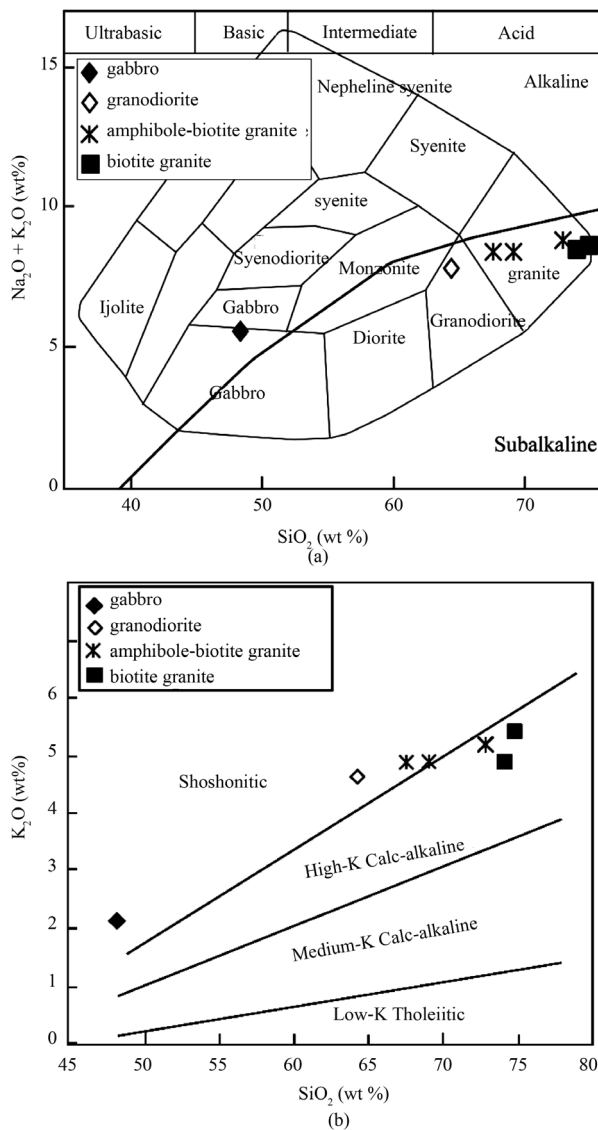 Ultrabasic Basic Intermediate Acid
15
10
5
0
Na₂O + K₂O (wt%)
gabbro
granodiorite
amphibole-biotite granite
biotite granite
Nepheline syenite
Alkaline
Syenite
syenite
Syenodiorite
Monzonite
granite
Ijolite
Gabbro
Diorite
Granodiorite
Gabbro
Subalkaline
40 50 60 70
SiO₂ (wt %)
(a)
gabbro
granodiorite
amphibole-biotite granite
biotite granite
6
5
4
3
2
1
0
K₂O (wt%)
Shoshonitic
High-K Calc-alkaline
Medium-K Calc-alkaline
Low-K Tholeiitic
45 50 55 60 65 70 75 80
SiO₂ (wt %)
(b)